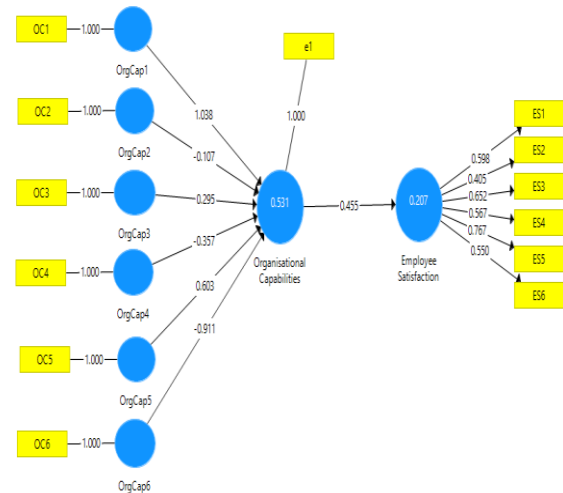 OC1
1.000
OrgCap1
OC2
1.000
OrgCap2
OC3
1.000
OrgCap3
OC4
1.000
OrgCap4
OC5
1.000
OrgCap5
OC6
1.000
OrgCap6
1.038
-0.107
0.295
-0.357
0.603
-0.911
e1
1.000
0.531
Organisational
Capabilities
0.455
0.207
Employee
Satisfaction
0.598
0.405
0.652
0.567
0.767
0.550
ES1
ES2
ES3
ES4
ES5
ES6